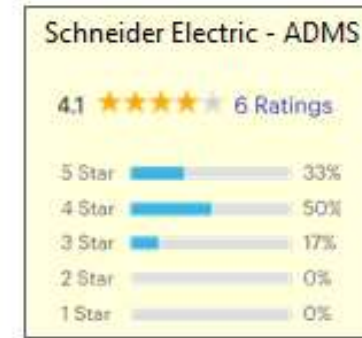 Schneider Electric - ADMS
4.1 6 Ratings
5 Star 33%
4 Star 50%
3 Star 17%
2 Star 0%
1 Star 0%